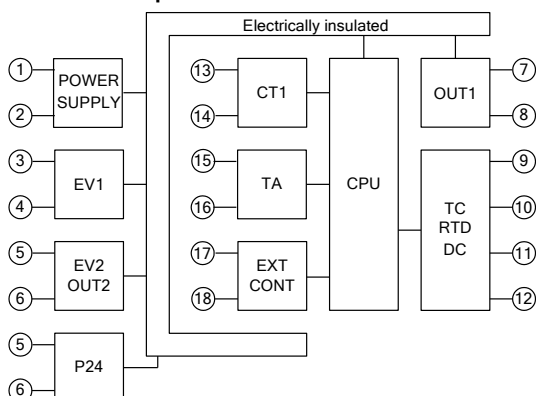 Electrically insulated
1
POWER
SUPPLY
2
3
EV1
4
5
EV2
OUT2
6
5
P24
6
13
CT1
14
15
TA
16
17
EXT
CONT
18
CPU
7
OUT1
8
9
TC
RTD
DC
10
11
12